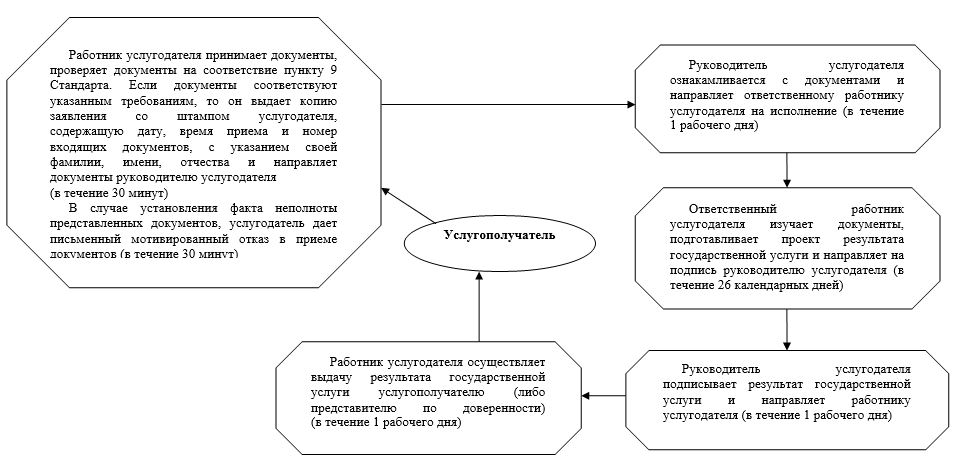 Работник услугодателя принимает документы,
проверяет документы на соответствие пункту 9
Стандарта. Если документы соответствуют
указанным требованиям, то он выдает копию
заявления со штампом услугодателя,
содержащую дату, время приема и номер
входящих документов, с указанием своей
фамилии, имени, отчества и направляет
документы руководителю услугодателя
(в течение 30 минут)
В случае установления факта неполноты
представленных документов, услугодатель дает
письменный мотивированный отказ в приеме
документов (в течение 30 минут)
Руководитель услугодателя
ознакамливается с документами и
направляет ответственному работнику
услугодателя на исполнение (в течение
1 рабочего дня)
Ответственный работник
услугодателя изучает документы,
подготавливает проект результата
государственной услуги и направляет на
подпись руководителю услугодателя (в
течение 26 календарных дней)
Руководитель услугодателя
подписывает результат государственной
услуги и направляет работнику
услугодателя (в течение 1 рабочего дня)
Работник услугодателя осуществляет
выдачу результата государственной
услуги услугополучателю (либо
представителю по доверенности)
(в течение 1 рабочего дня)
Услугополучатель